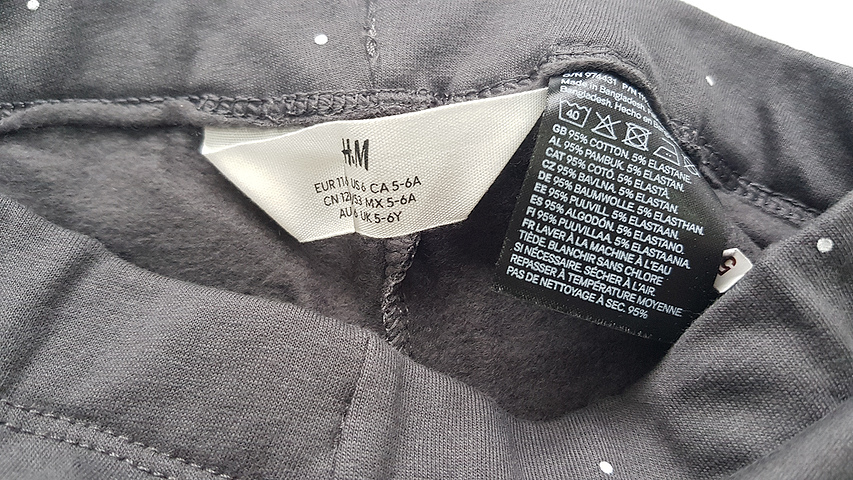 H&M
EUR 116 US 6 CA 5-6A
CN 120/53 MX 5-6A
AU 6 UK 5-6Y
S/N 974431 P/N
Made in Bangladesh.
Bangladesh. Hecho en
40
GB 95% COTTON. 5% ELASTANE.
AL 95% PAMBUK. 5% ELASTAN.
CAT 95% COTÓ. 5% ELASTÀ.
CZ 95% BAVLNA. 5% ELASTAN.
DE 95% BAUMWOLLE. 5% ELASTHAN.
EE 95% PUUVILL. 5% ELASTAAN.
ES 95% ALGODÓN. 5% ELASTANO.
FI 95% PUUVILLAA. 5% ELASTAANIA.
FR LAVER À LA MACHINE À L'EAU
TIÈDE. BLANCHIR SANS CHLORE
SI NÉCESSAIRE. SÉCHER À L'AIR.
REPASSER À TEMPÉRATURE MOYENNE.
PAS DE NETTOYAGE À SEC. 95%